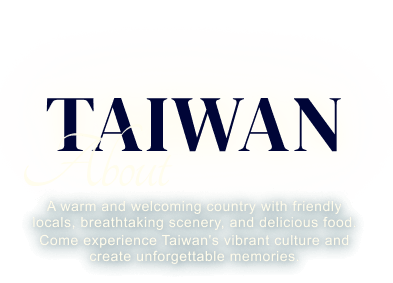 TAIWAN
About
A warm and welcoming country with friendly
locals, breathtaking scenery, and delicious food
Come experience Taiwan's vibrant culture and
create unforgettable memories